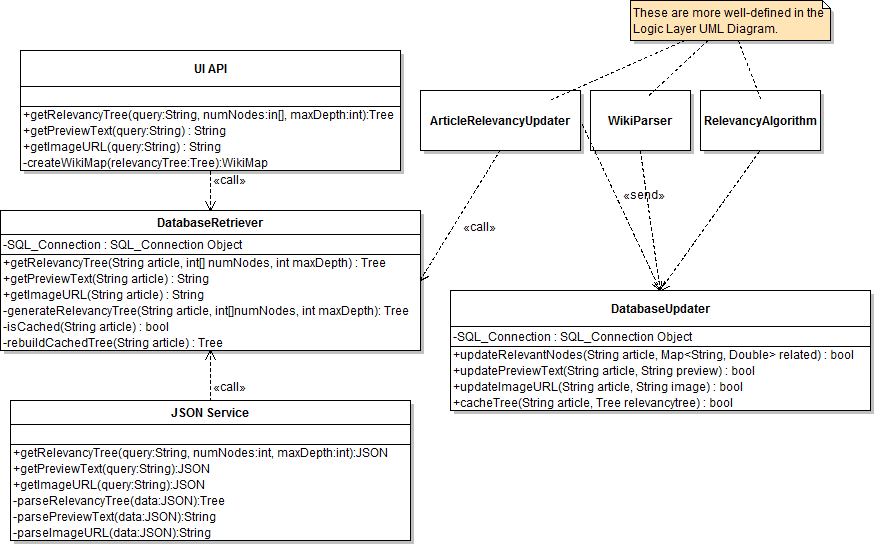 These are more well-defined in the
Logic Layer UML Diagram.
UI API
+getRelevancyTree(query:String, numNodes:in[], maxDepth:int):Tree
+getPreviewText(query:String) : String
+getImageURL(query:String) : String
-createWikiMap(relevancyTree:Tree):WikiMap
ArticleRelevancyUpdater
WikiParser
RelevancyAlgorithm
«call»
«send»
«call»
DatabaseRetriever
-SQL_Connection : SQL_Connection Object
+getRelevancyTree(String article, int[] numNodes, int maxDepth) : Tree
+getPreviewText(String article) : String
+getImageURL(String article) : String
-generateRelevancyTree(String article, int[]numNodes, int maxDepth): Tree
-isCached(String article) : bool
-rebuildCachedTree(String article) : Tree
DatabaseUpdater
-SQL_Connection : SQL_Connection Object
+updateRelevantNodes(String article, Map<String, Double> related) : bool
+updatePreviewText(String article, String preview) : bool
+updateImageURL(String article, String image) : bool
+cacheTree(String article, Tree relevancytree) : bool
«call»
JSON Service
+getRelevancyTree(query:String, numNodes:int, maxDepth:int):JSON
+getPreviewText(query:String):JSON
+getImageURL(query:String):JSON
-parseRelevancyTree(data:JSON):Tree
-parsePreviewText(data:JSON):String
-parseImageURL(data:JSON):String